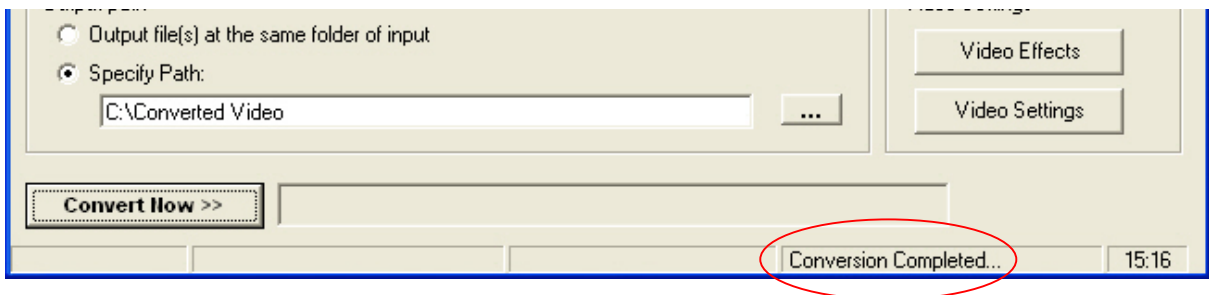 Output file(s) at the same folder of input
Specify Path:
C:\Converted Video
...
Video Effects
Video Settings
Convert Now >>
Conversion Completed...
15:16